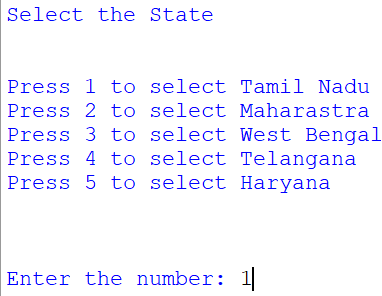 Select the State
Press 1 to select Tamil Nadu
Press 2 to select Maharastra
Press 3 to select West Bengal
Press 4 to select Telangana
Press 5 to select Haryana
Enter the number: 1